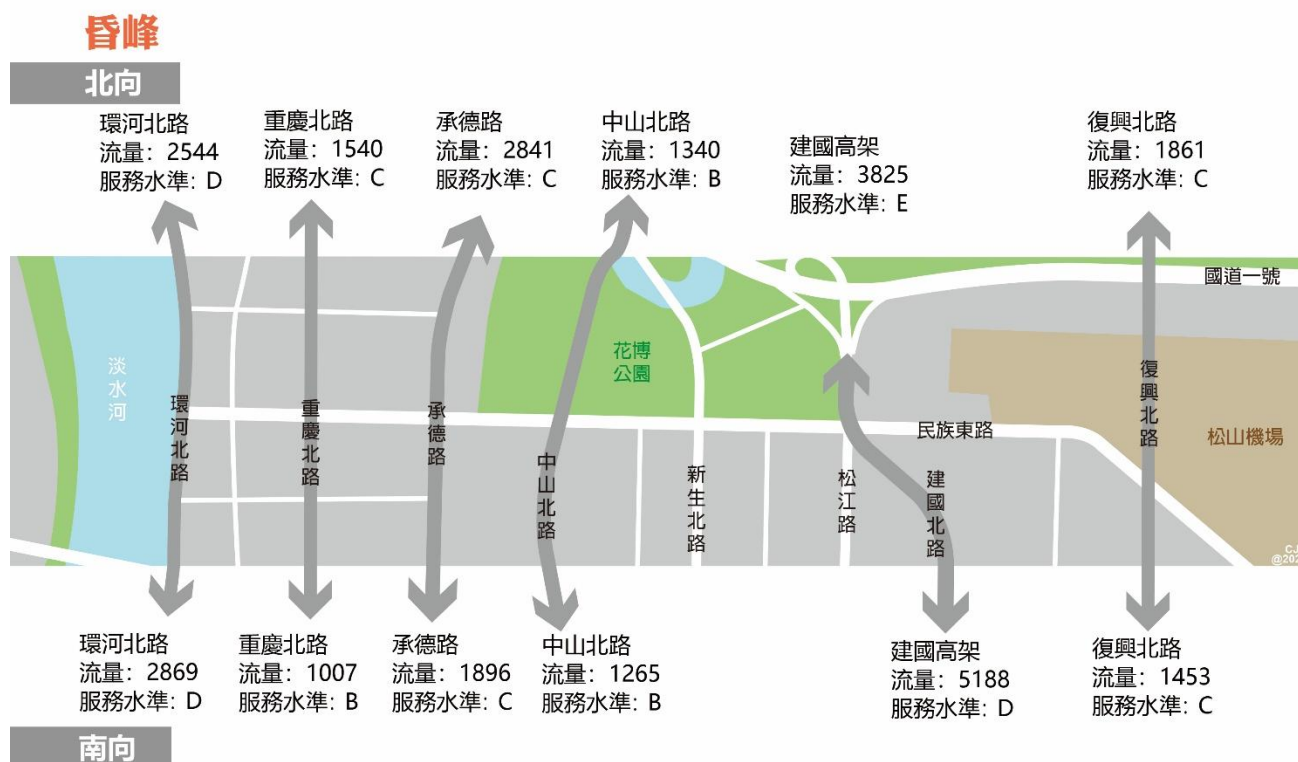 昏峰
北向
環河北路
流量: 2544
服務水準: D
重慶北路
流量: 1540
服務水準: C
承德路
流量: 2841
服務水準: C
中山北路
流量: 1340
服務水準: B
建國高架
流量: 3825
服務水準: E
復興北路
流量: 1861
服務水準: C
國道一號
淡水河
環河北路
重慶北路
承德路
中山北路
花博
公園
新生北路
松江路
建國北路
民族東路
復興北路
松山機場
CJ
@202
環河北路
流量: 2869
服務水準: D
重慶北路
流量: 1007
服務水準: B
承德路
流量: 1896
服務水準: C
中山北路
流量: 1265
服務水準: B
建國高架
流量: 5188
服務水準: D
復興北路
流量: 1453
服務水準: C
南向